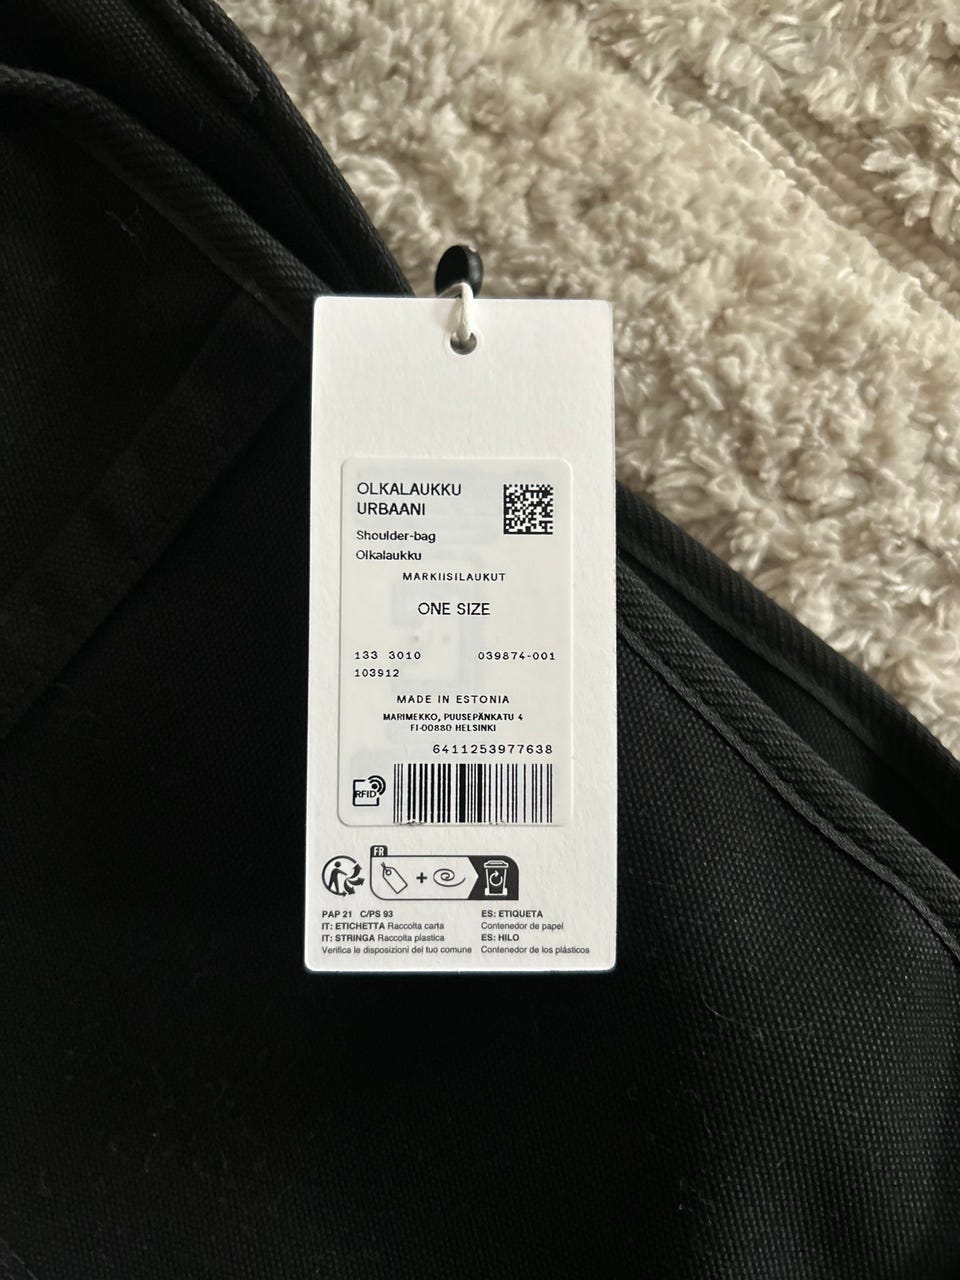 OLKALAUKKU
URBAANI
Shoulder-bag
Olkalaukku
MARKIISILAUKUT
ONE SIZE
133 3010 039874-001
103912
MADE IN ESTONIA
MARIMEKKO, PUUSEPÄNKATU 4
FI-00880 HELSINKI
6411253977638
RFID
FR
PAP 21 C/PS 93
IT: ETICHETTA Raccolta carta
IT: STRINGA Raccolta plastica
Verifica le disposizioni del tuo comune
ES: ETIQUETA
Contenedor de papel
ES: HILO
Contenedor de los plásticos